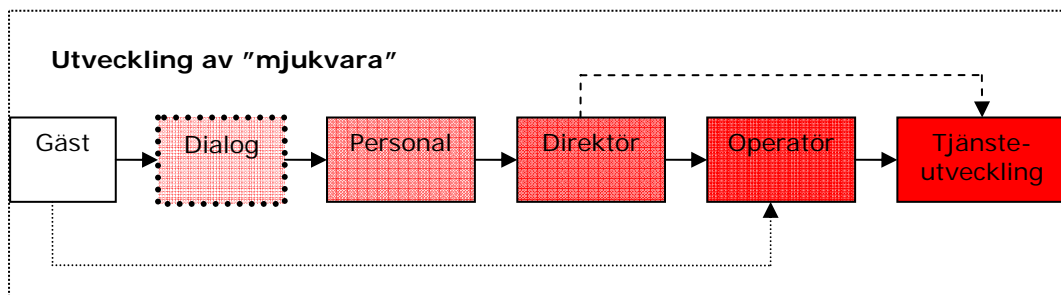 Utveckling av ”mjukvara”
Gäst
Dialog
Personal
Direktör
Operatör
Tjänste-
utveckling